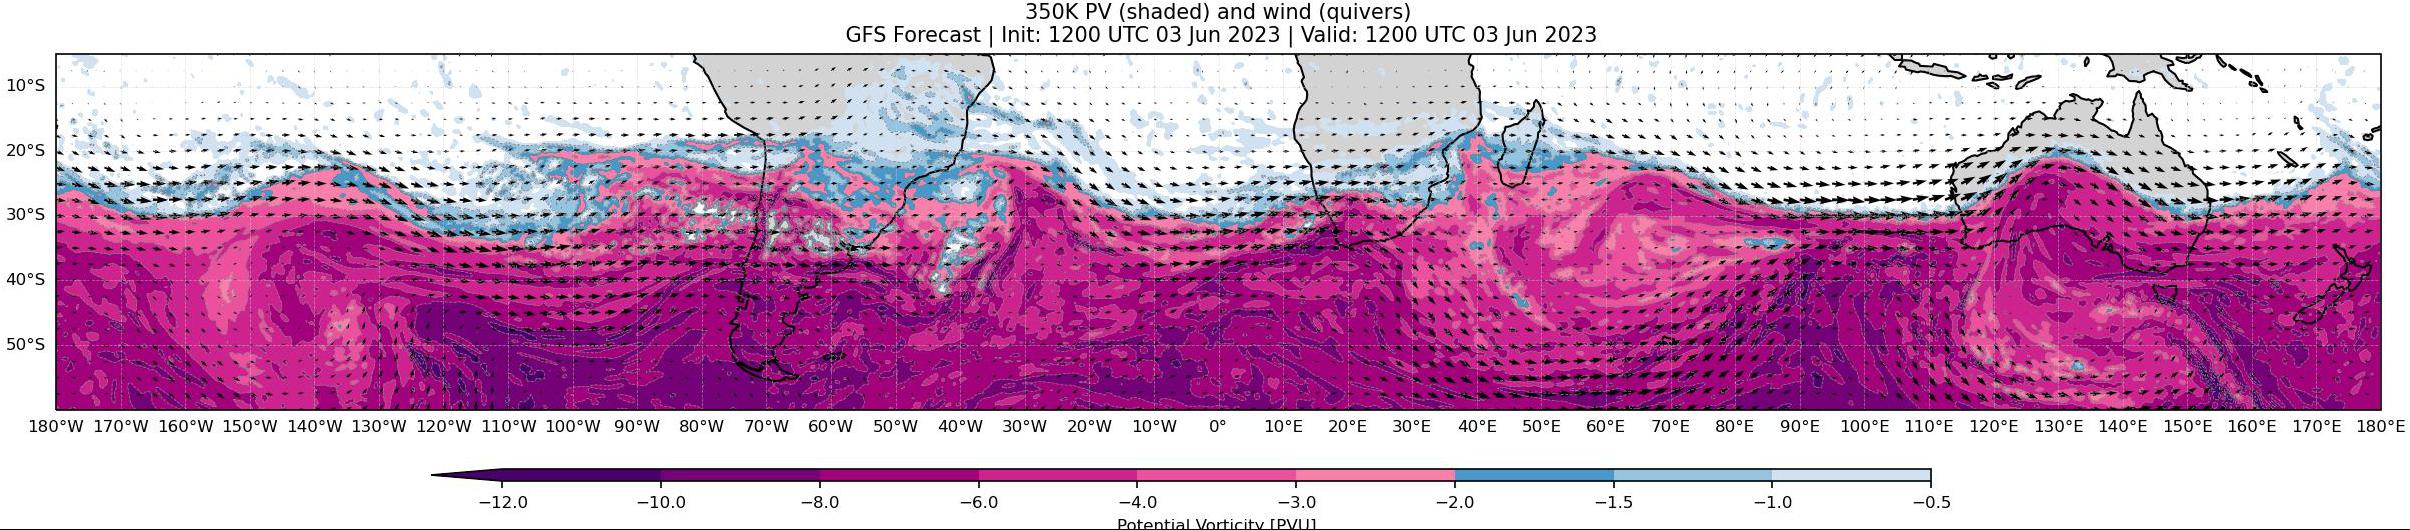 350K PV (shaded) and wind (quivers)
GFS Forecast | Init: 1200 UTC 03 Jun 2023 | Valid: 1200 UTC 03 Jun 2023
10°S
20°S
30°S
40°S
50°S
180°W 170°W 160°W 150°W 140°W 130°W 120°W 110°W 100°W 90°W 80°W 70°W 60°W 50°W 40°W 30°W 20°W 10°W 0° 10°E 20°E 30°E 40°E 50°E 60°E 70°E 80°E 90°E 100°E 110°E 120°E 130°E 140°E 150°E 160°E 170°E 180°E
−12.0 −10.0 −8.0 −6.0 −4.0 −3.0 −2.0 −1.5 −1.0 −0.5
Potential Vorticity [PVU]